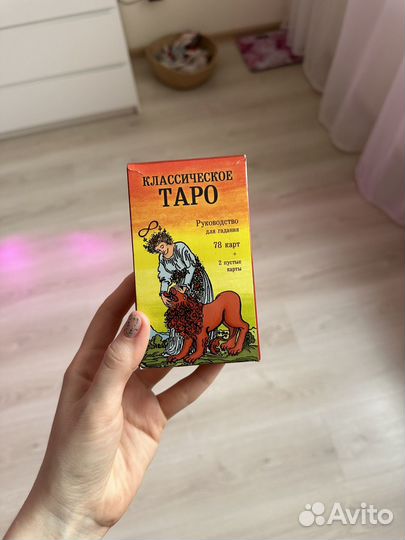 КЛАССИЧЕСКОЕ
ТАРО
Руководство
для гадания
78 карт
+
2 пустые
карты
Avito